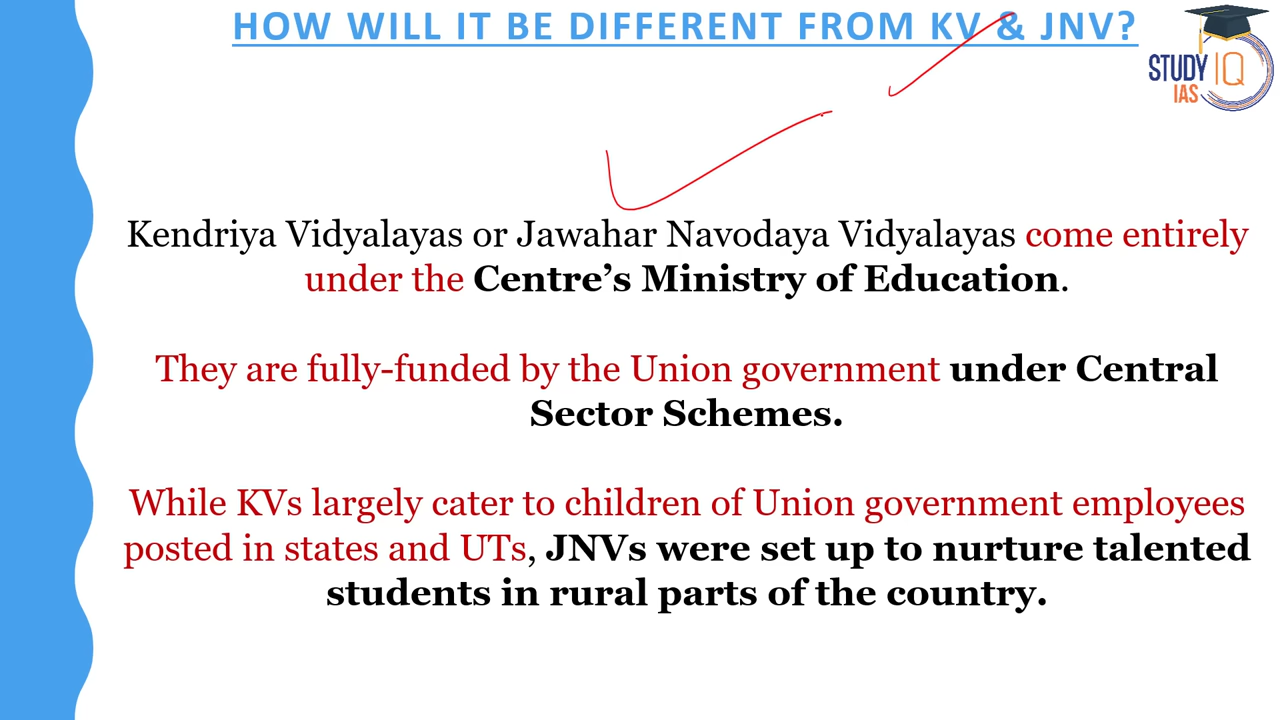 HOW WILL IT BE DIFFERENT FROM KV & JNV?
STUDY IQ
IAS
Kendriya Vidyalayas or Jawahar Navodaya Vidyalayas come entirely
under the Centre’s Ministry of Education.
They are fully-funded by the Union government under Central
Sector Schemes.
While KVs largely cater to children of Union government employees
posted in states and UTs, JNVs were set up to nurture talented
students in rural parts of the country.